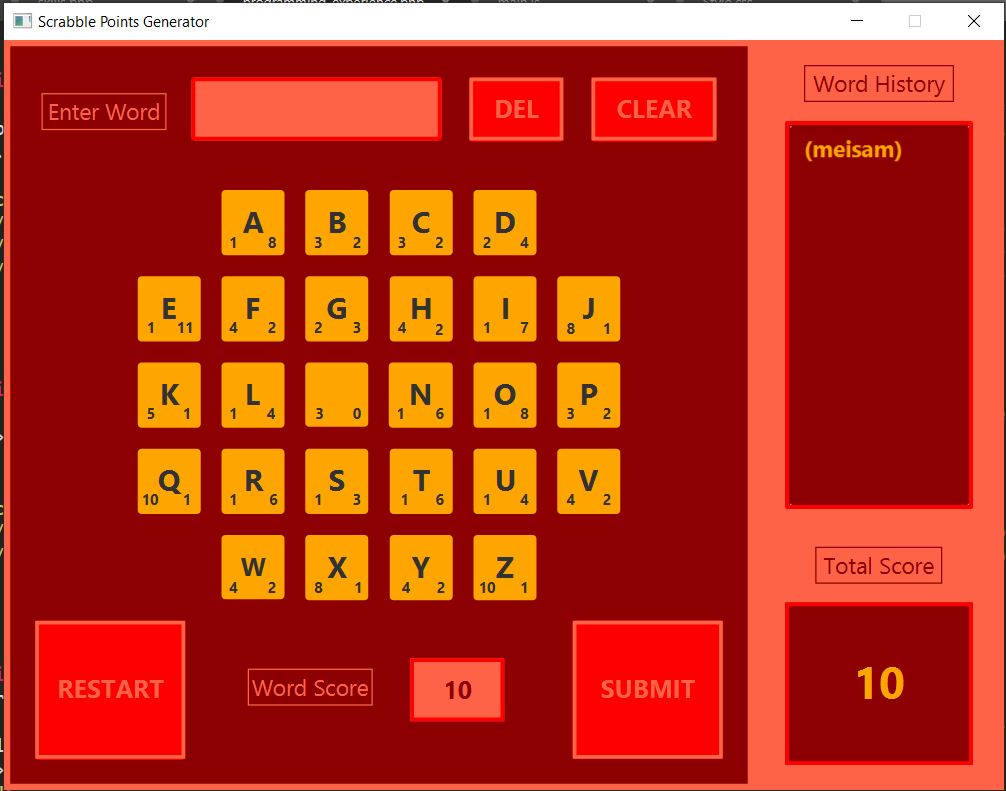 programming_experience.php
Scrabble Points Generator
Enter Word
DEL
CLEAR
Word History
(meisam)
A B C D
1 8 3 2 3 2 2 4
E F G H I J
1 11 4 2 2 3 4 2 1 7 8 1
K L N O P
5 1 1 4 3 0 1 6 1 8 3 2
Q R S T U V
10 1 1 6 1 3 1 6 1 4 4 2
W X Y Z
4 2 8 1 4 2 10 1
Total Score
RESTART
Word Score
10
SUBMIT
10